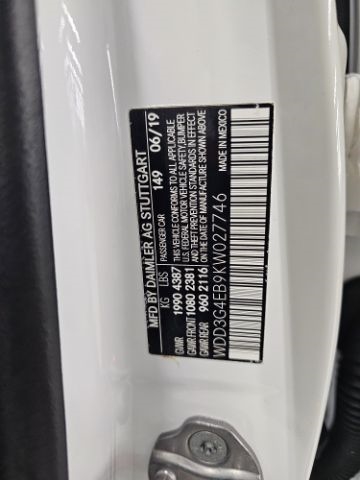 MFD BY DAIMLER AG STUTTGART
PASSENGER CAR 149 06/19
KG LBS
GVWR 1990 4387 THIS VEHICLE CONFORMS TO ALL APPLICABLE
GAWR FRONT 1080 2381 U.S. FEDERAL MOTOR VEHICLE SAFETY, BUMPER
GAWR REAR 960 2116 AND THEFT PREVENTION STANDARDS IN EFFECT
ON DATE OF MANUFACTURE SHOWN ABOVE
WDD3G4EB9KW027746 MADE IN MEXICO